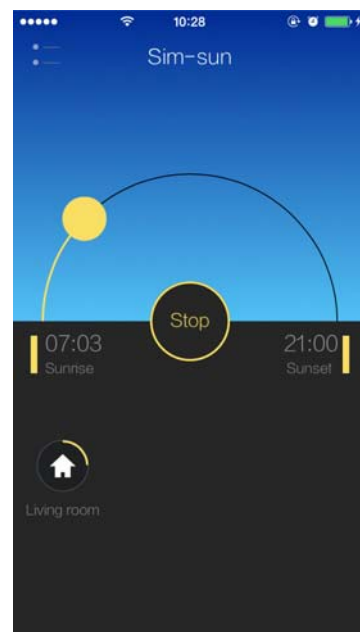 10:28
Sim-sun
Stop
07:03
Sunrise
21:00
Sunset
Living room